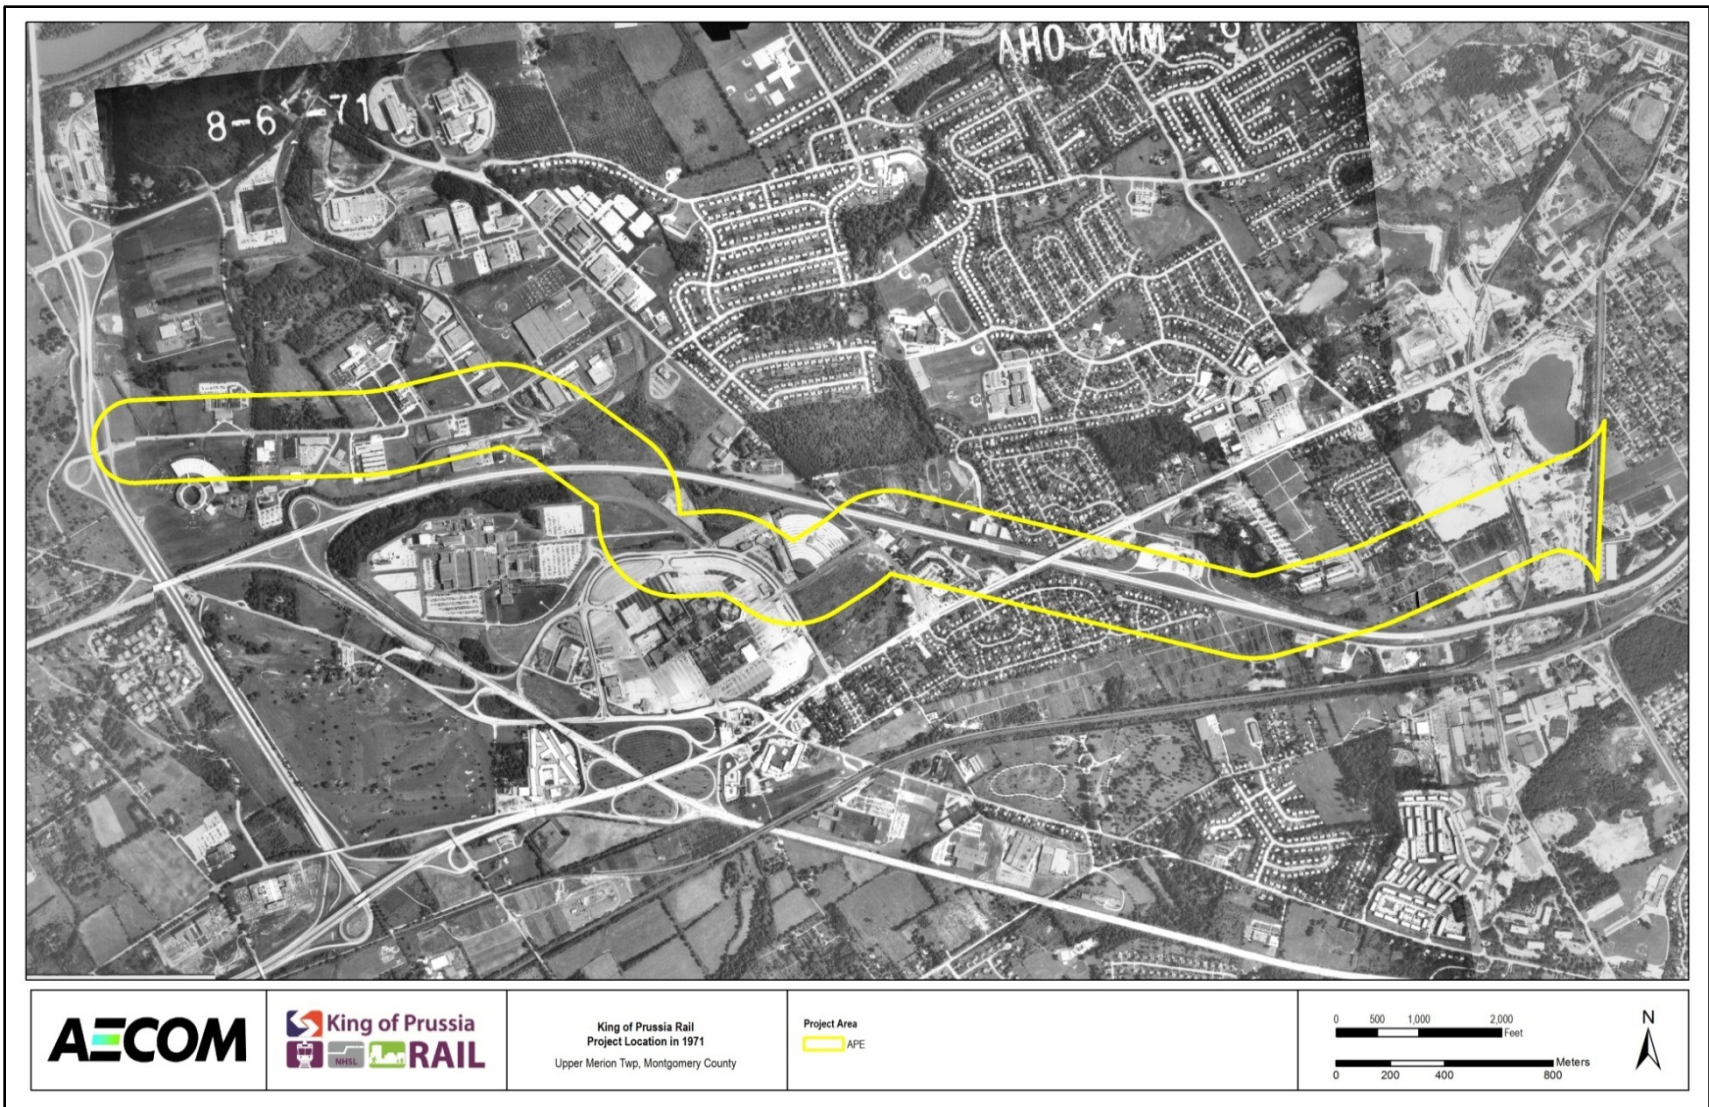 AHO-2MM-
8-6-71
AECOM
King of Prussia
NHSL
RAIL
King of Prussia Rail
Project Location in 1971
Upper Merion Twp, Montgomery County
Project Area
APE
0 500 1,000 2,000
Feet
Meters
0 200 400 800
N